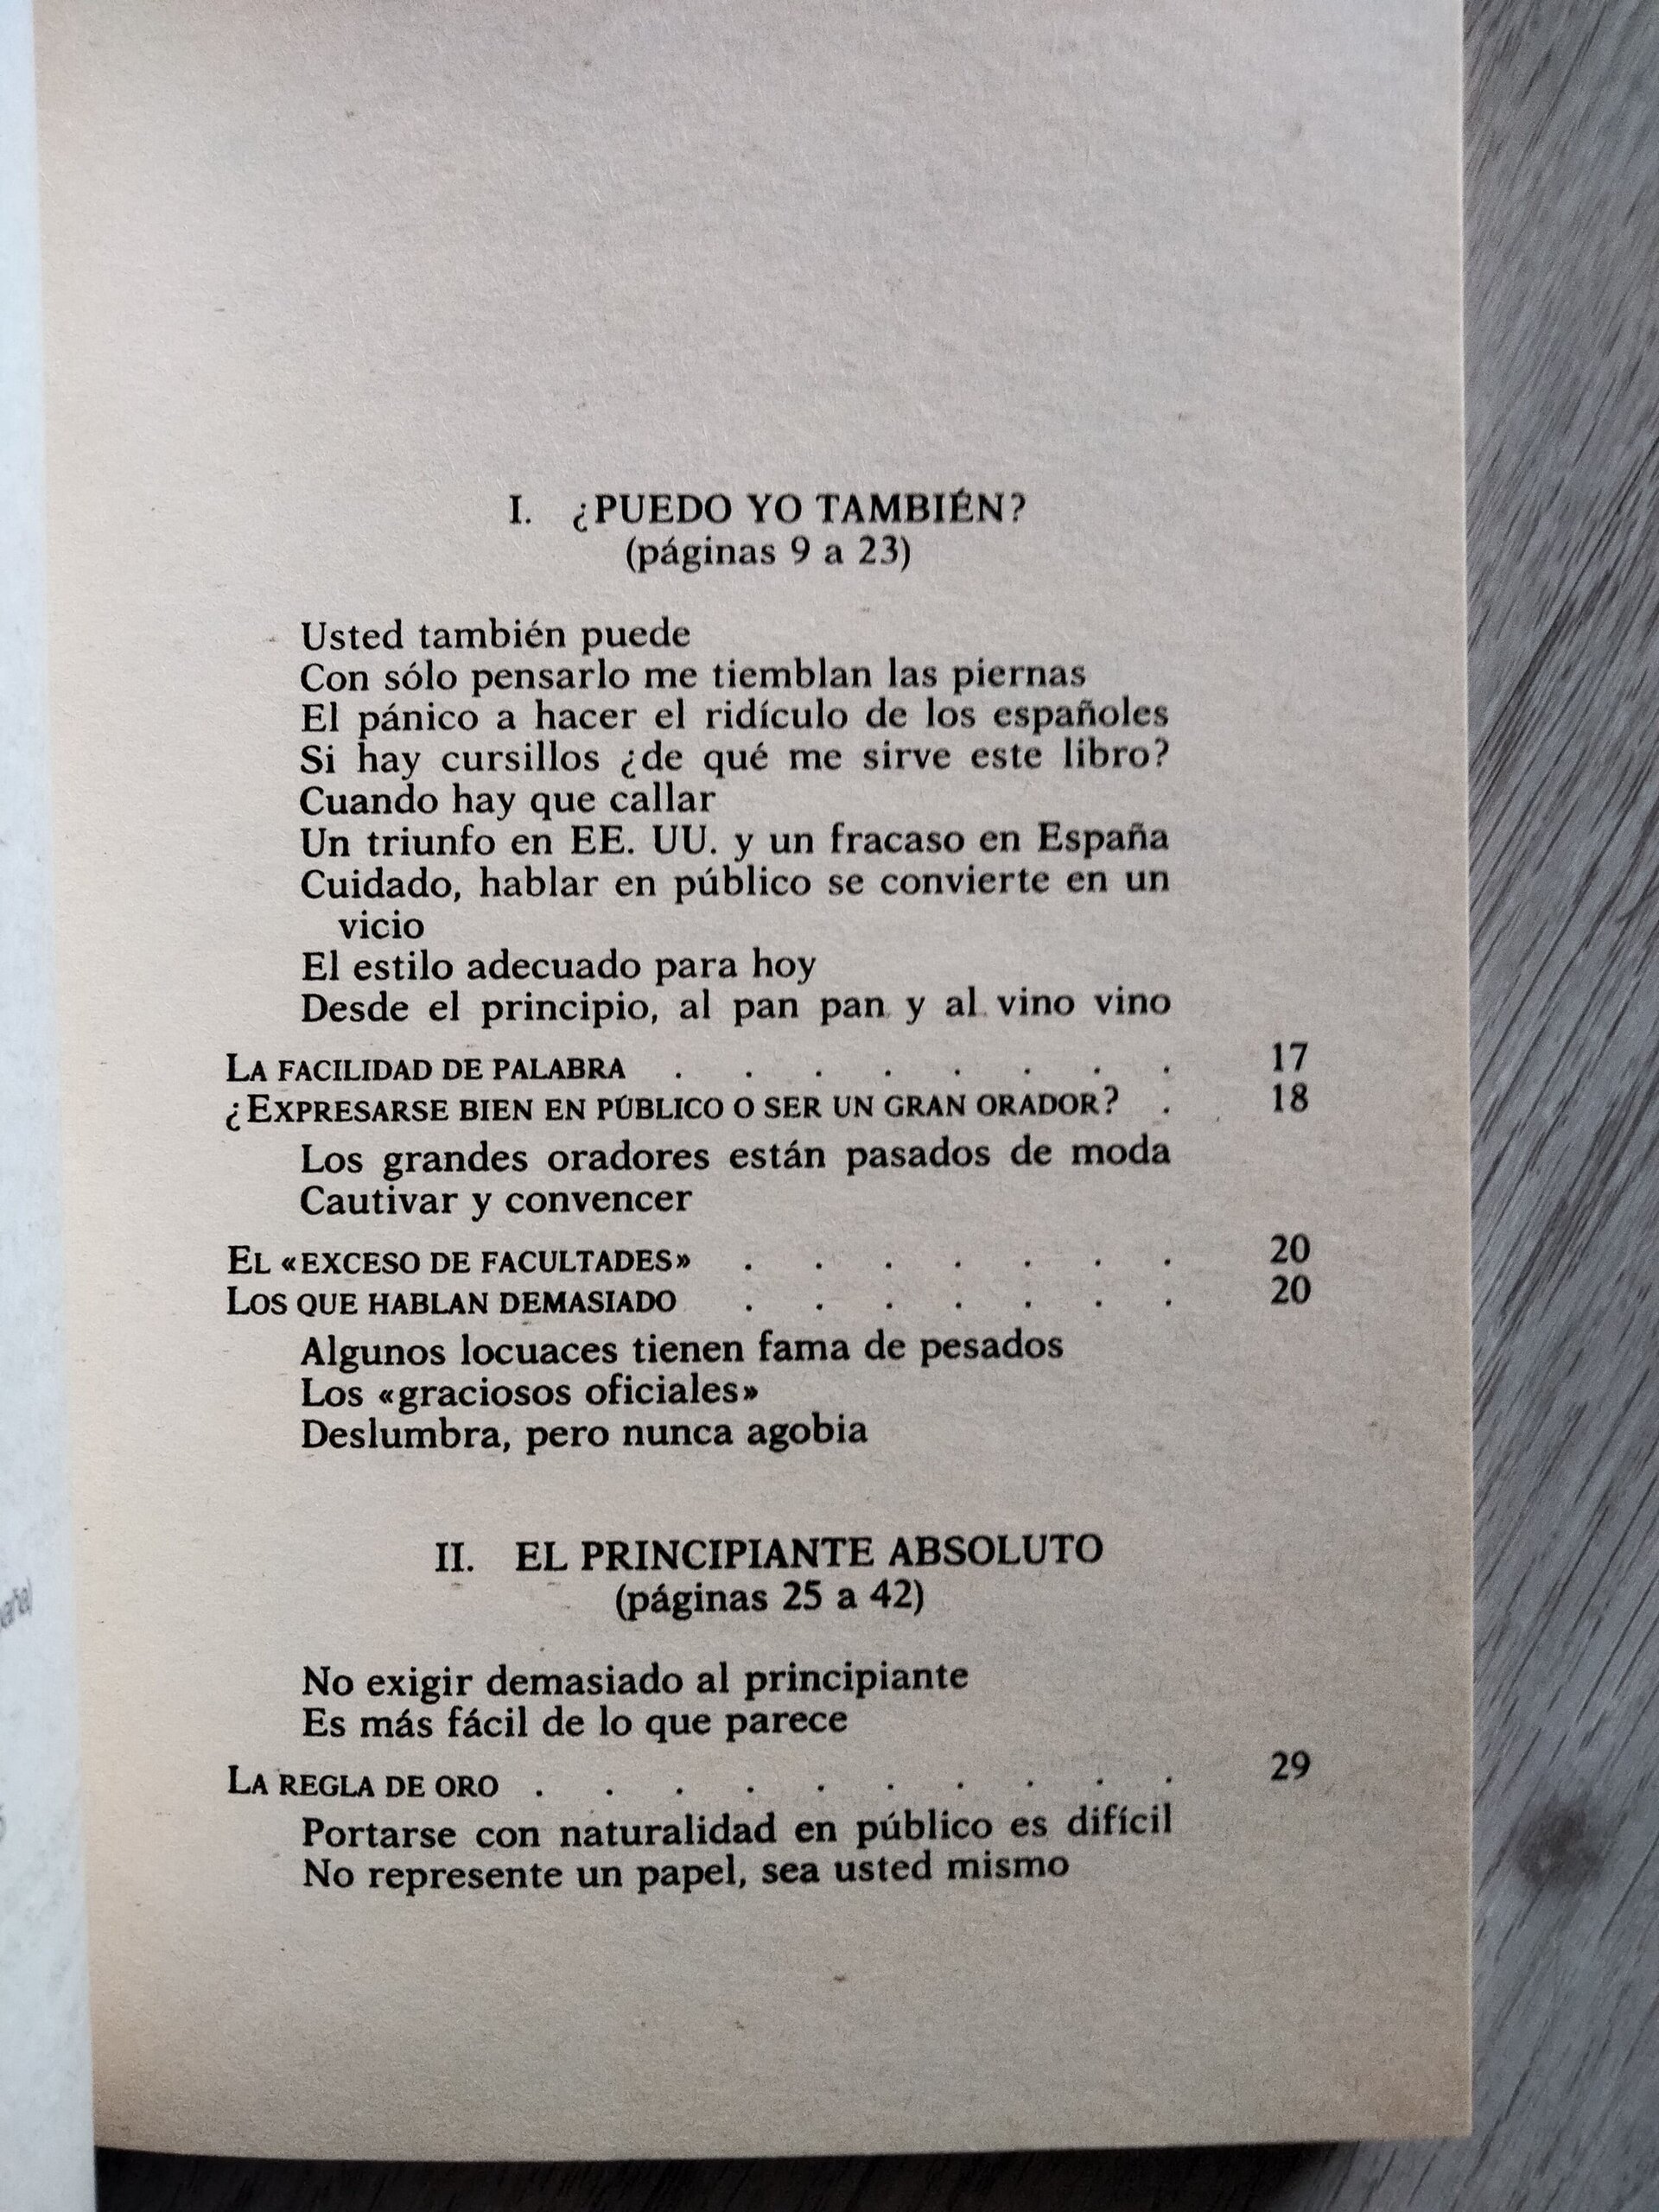 I. ¿PUEDO YO TAMBIÉN?
(páginas 9 a 23)
Usted también puede
Con sólo pensarlo me tiemblan las piernas
El pánico a hacer el ridículo de los españoles
Si hay cursillos ¿de qué me sirve este libro?
Cuando hay que callar
Un triunfo en EE. UU. y un fracaso en España
Cuidado, hablar en público se convierte en un
vicio
El estilo adecuado para hoy
Desde el principio, al pan pan y al vino vino
LA FACILIDAD DE PALABRA . . . . . . . . 17
¿EXPRESARSE BIEN EN PÚBLICO O SER UN GRAN ORADOR? . 18
Los grandes oradores están pasados de moda
Cautivar y convencer
EL «EXCESO DE FACULTADES» . . . . . . . 20
LOS QUE HABLAN DEMASIADO . . . . . . . 20
Algunos locuaces tienen fama de pesados
Los «graciosos oficiales»
Deslumbra, pero nunca agobia
II. EL PRINCIPIANTE ABSOLUTO
(páginas 25 a 42)
No exigir demasiado al principiante
Es más fácil de lo que parece
LA REGLA DE ORO . . . . . . . . . . 29
Portarse con naturalidad en público es difícil
No represente un papel, sea usted mismo